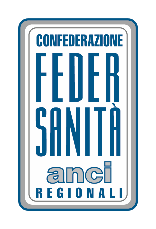 CONFEDERAZIONE
FEDER
SANITÀ
anci
REGIONALI